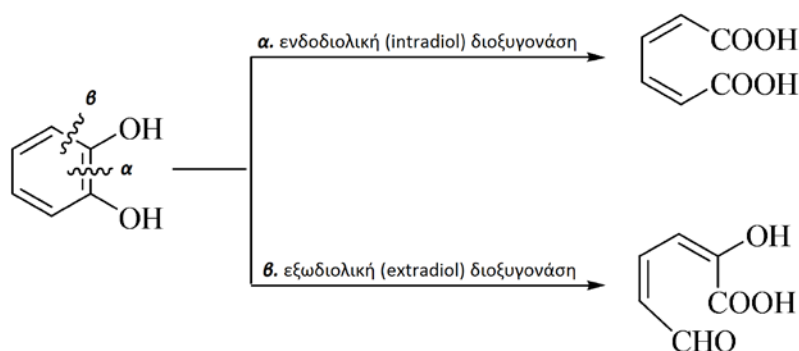 α. ενδοδιολική (intradiol) διοξυγονάση
COOH
COOH
β
OH
α
OH
β. εξωδιολική (extradiol) διοξυγονάση
OH
COOH
CHO